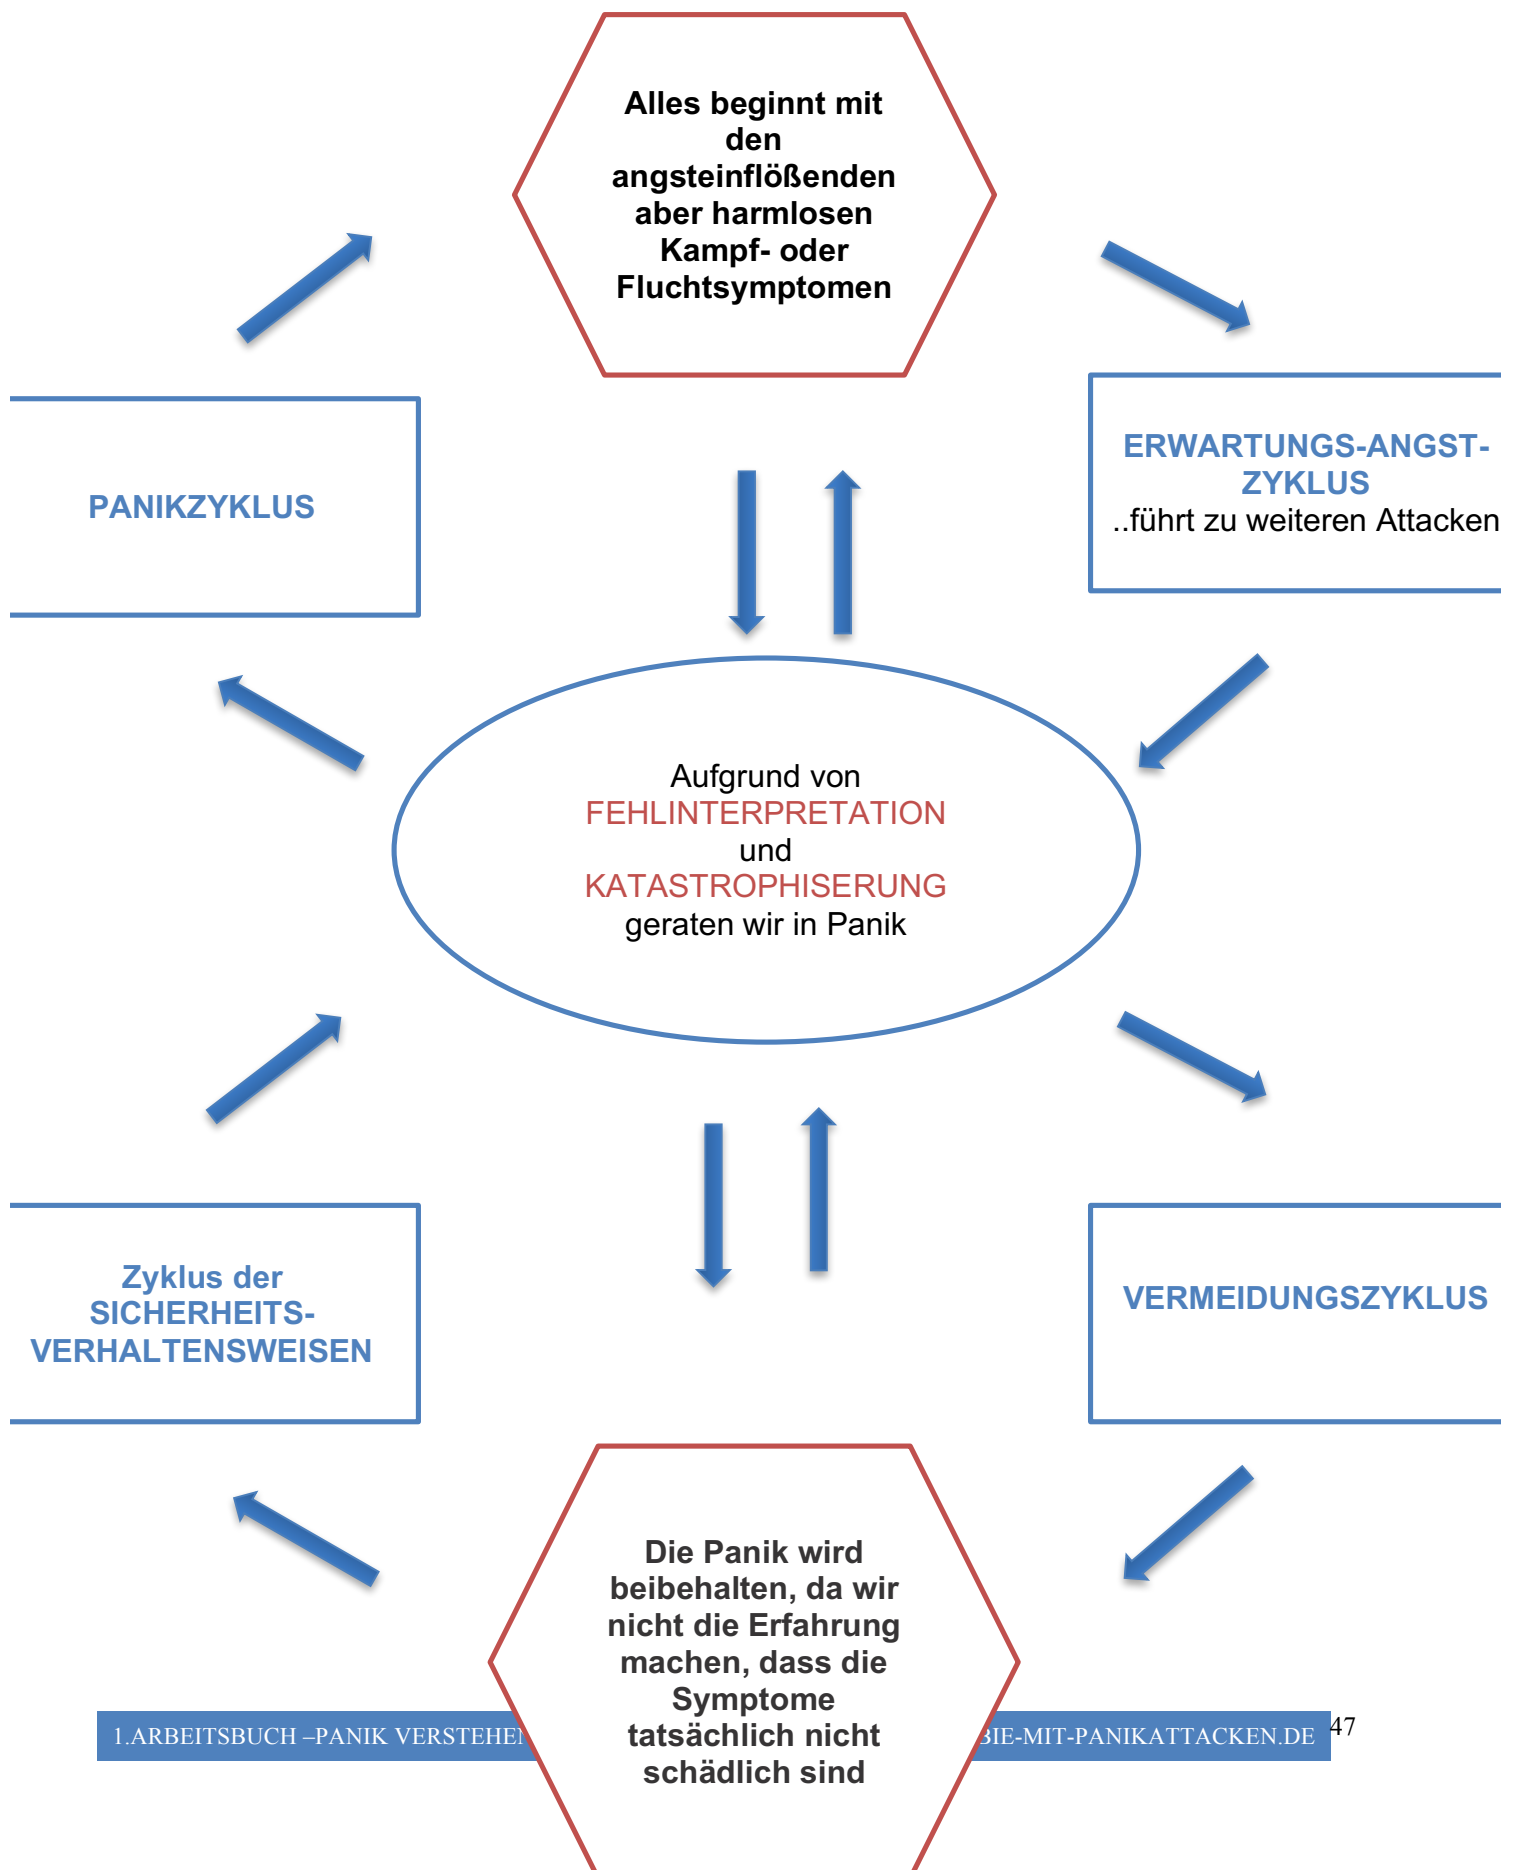 Alles beginnt mit
den
angsteinflößenden
aber harmlosen
Kampf- oder
Fluchtsymptomen
PANIKZYKLUS
ERWARTUNGS-ANGST-
ZYKLUS
..führt zu weiteren Attacken
Aufgrund von
FEHLINTERPRETATION
und
KATASTROPHISERUNG
geraten wir in Panik
Zyklus der
SICHERHEITS-
VERHALTENSWEISEN
VERMEIDUNGSZYKLUS
Die Panik wird
beibehalten, da wir
nicht die Erfahrung
machen, dass die
Symptome
tatsächlich nicht
schädlich sind
1.ARBEITSBUCH –PANIK VERSTEHEN
BIE-MIT-PANIKATTACKEN.DE
47